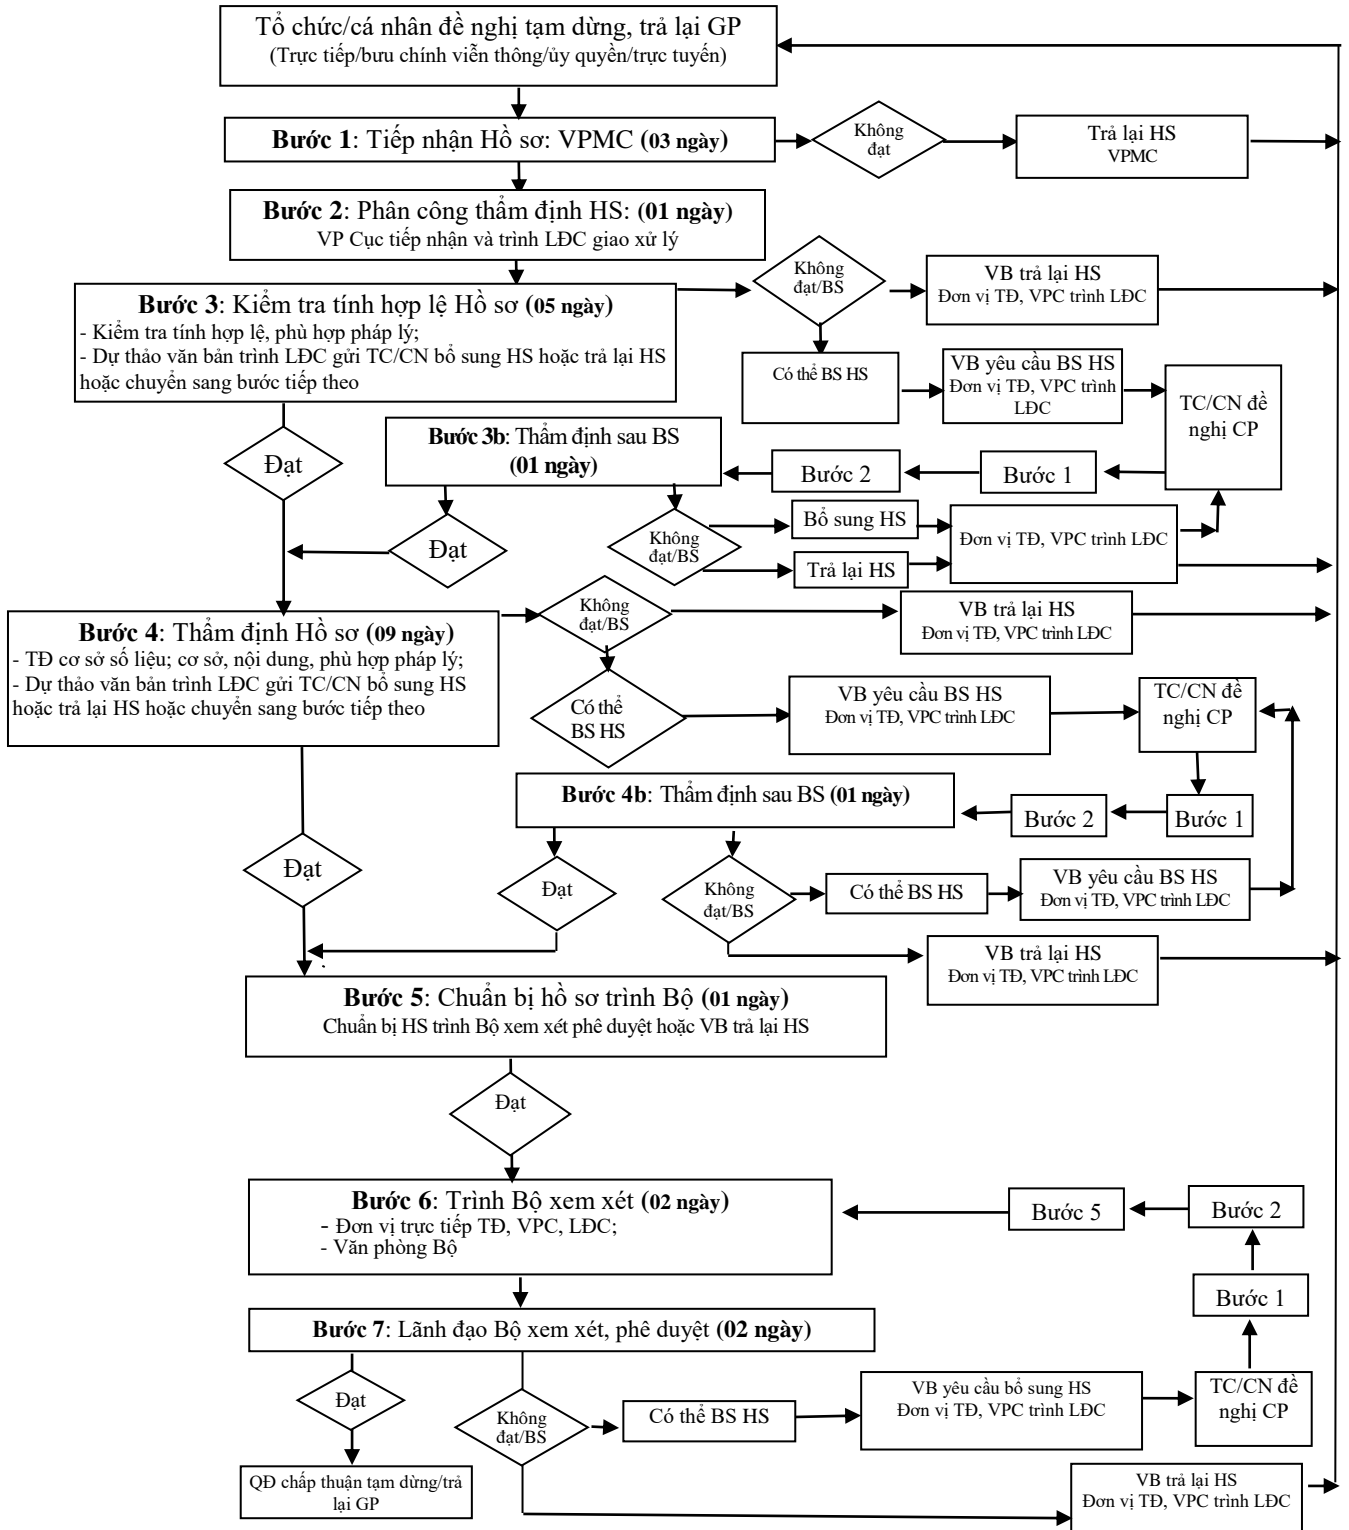 Tổ chức/cá nhân đề nghị tạm dừng, trả lại GP
(Trực tiếp/bưu chính viễn thông/ủy quyền/trực tuyến)
Bước 1: Tiếp nhận Hồ sơ: VPMC (03 ngày)
Không
đạt
Trả lại HS
VPMC
Bước 2: Phân công thẩm định HS: (01 ngày)
VP Cục tiếp nhận và trình LĐC giao xử lý
Bước 3: Kiểm tra tính hợp lệ Hồ sơ (05 ngày)
- Kiểm tra tính hợp lệ, phù hợp pháp lý;
- Dự thảo văn bản trình LĐC gửi TC/CN bổ sung HS hoặc trả lại HS
hoặc chuyển sang bước tiếp theo
Không
đạt/BS
VB trả lại HS
Đơn vị TĐ, VPC trình LĐC
Có thể BS HS
VB yêu cầu BS HS
Đơn vị TĐ, VPC trình
LĐC
TC/CN đề
nghị CP
Đạt
Bước 3b: Thẩm định sau BS
(01 ngày)
Bước 2
Bước 1
Đạt
Không
đạt/BS
Bổ sung HS
Trả lại HS
Đơn vị TĐ, VPC trình LĐC
Bước 4: Thẩm định Hồ sơ (09 ngày)
- TĐ cơ sở số liệu; cơ sở, nội dung, phù hợp pháp lý;
- Dự thảo văn bản trình LĐC gửi TC/CN bổ sung HS
hoặc trả lại HS hoặc chuyển sang bước tiếp theo
Không
đạt/BS
VB trả lại HS
Đơn vị TĐ, VPC trình LĐC
Có thể
BS HS
VB yêu cầu BS HS
Đơn vị TĐ, VPC trình LĐC
TC/CN đề
nghị CP
Bước 4b: Thẩm định sau BS (01 ngày)
Bước 2
Bước 1
Đạt
Đạt
Không
đạt/BS
Có thể BS HS
VB yêu cầu BS HS
Đơn vị TĐ, VPC trình LĐC
VB trả lại HS
Đơn vị TĐ, VPC trình LĐC
Bước 5: Chuẩn bị hồ sơ trình Bộ (01 ngày)
Chuẩn bị HS trình Bộ xem xét phê duyệt hoặc VB trả lại HS
Đạt
Bước 6: Trình Bộ xem xét (02 ngày)
- Đơn vị trực tiếp TĐ, VPC, LĐC;
- Văn phòng Bộ
Bước 5
Bước 2
Bước 1
Bước 7: Lãnh đạo Bộ xem xét, phê duyệt (02 ngày)
Đạt
Không
đạt/BS
Có thể BS HS
VB yêu cầu bổ sung HS
Đơn vị TĐ, VPC trình LĐC
TC/CN đề
nghị CP
QĐ chấp thuận tạm dừng/trả
lại GP
VB trả lại HS
Đơn vị TĐ, VPC trình LĐC